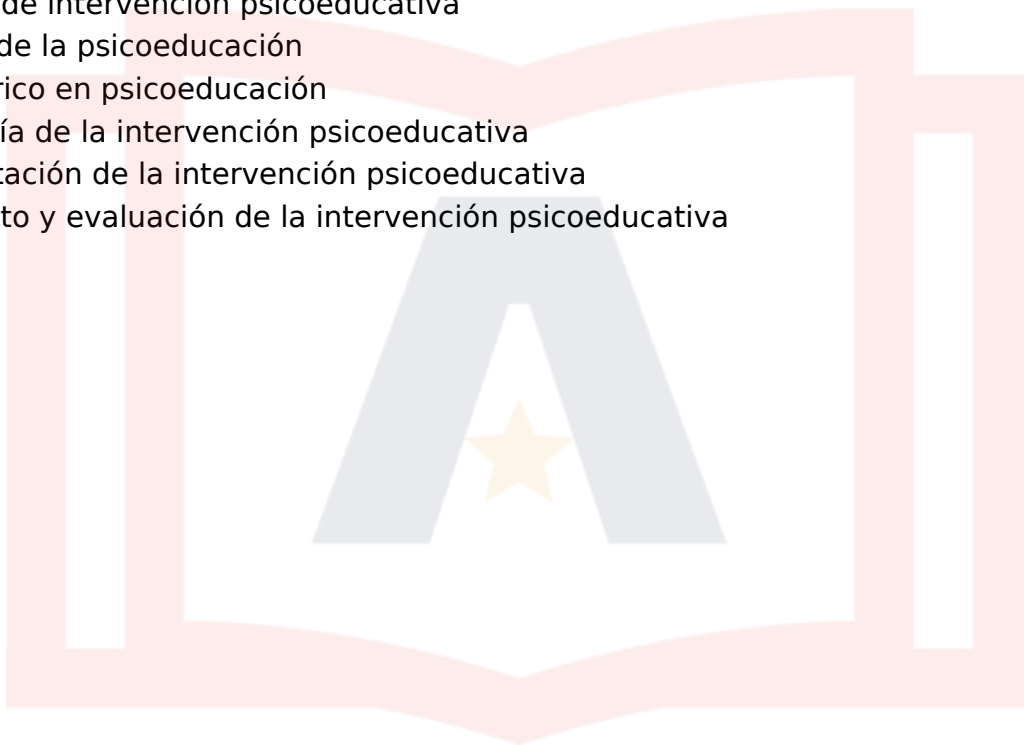 de intervención psicoeducativa
de la psicoeducación
rico en psicoeducación
ía de la intervención psicoeducativa
tación de la intervención psicoeducativa
to y evaluación de la intervención psicoeducativa